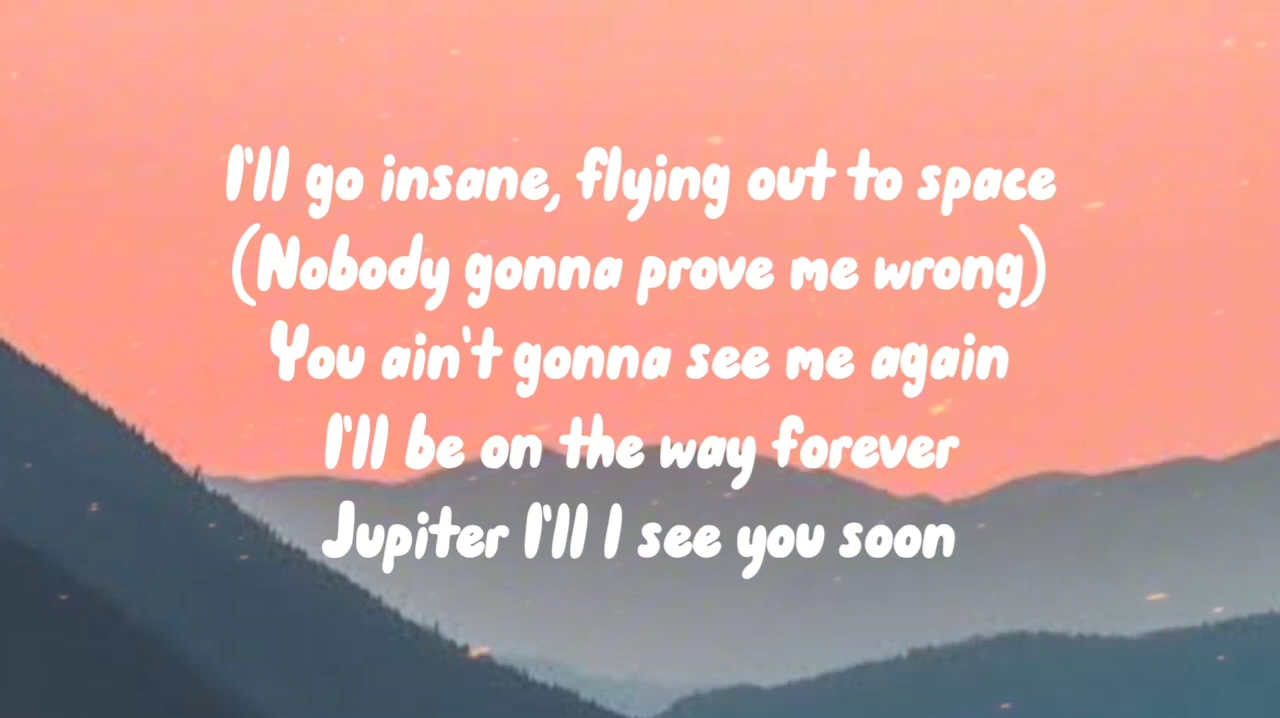 I'll go insane, flying out to space
(Nobody gonna prove me wrong)
You ain't gonna see me again
I'll be on the way forever
Jupiter I'll I see you soon